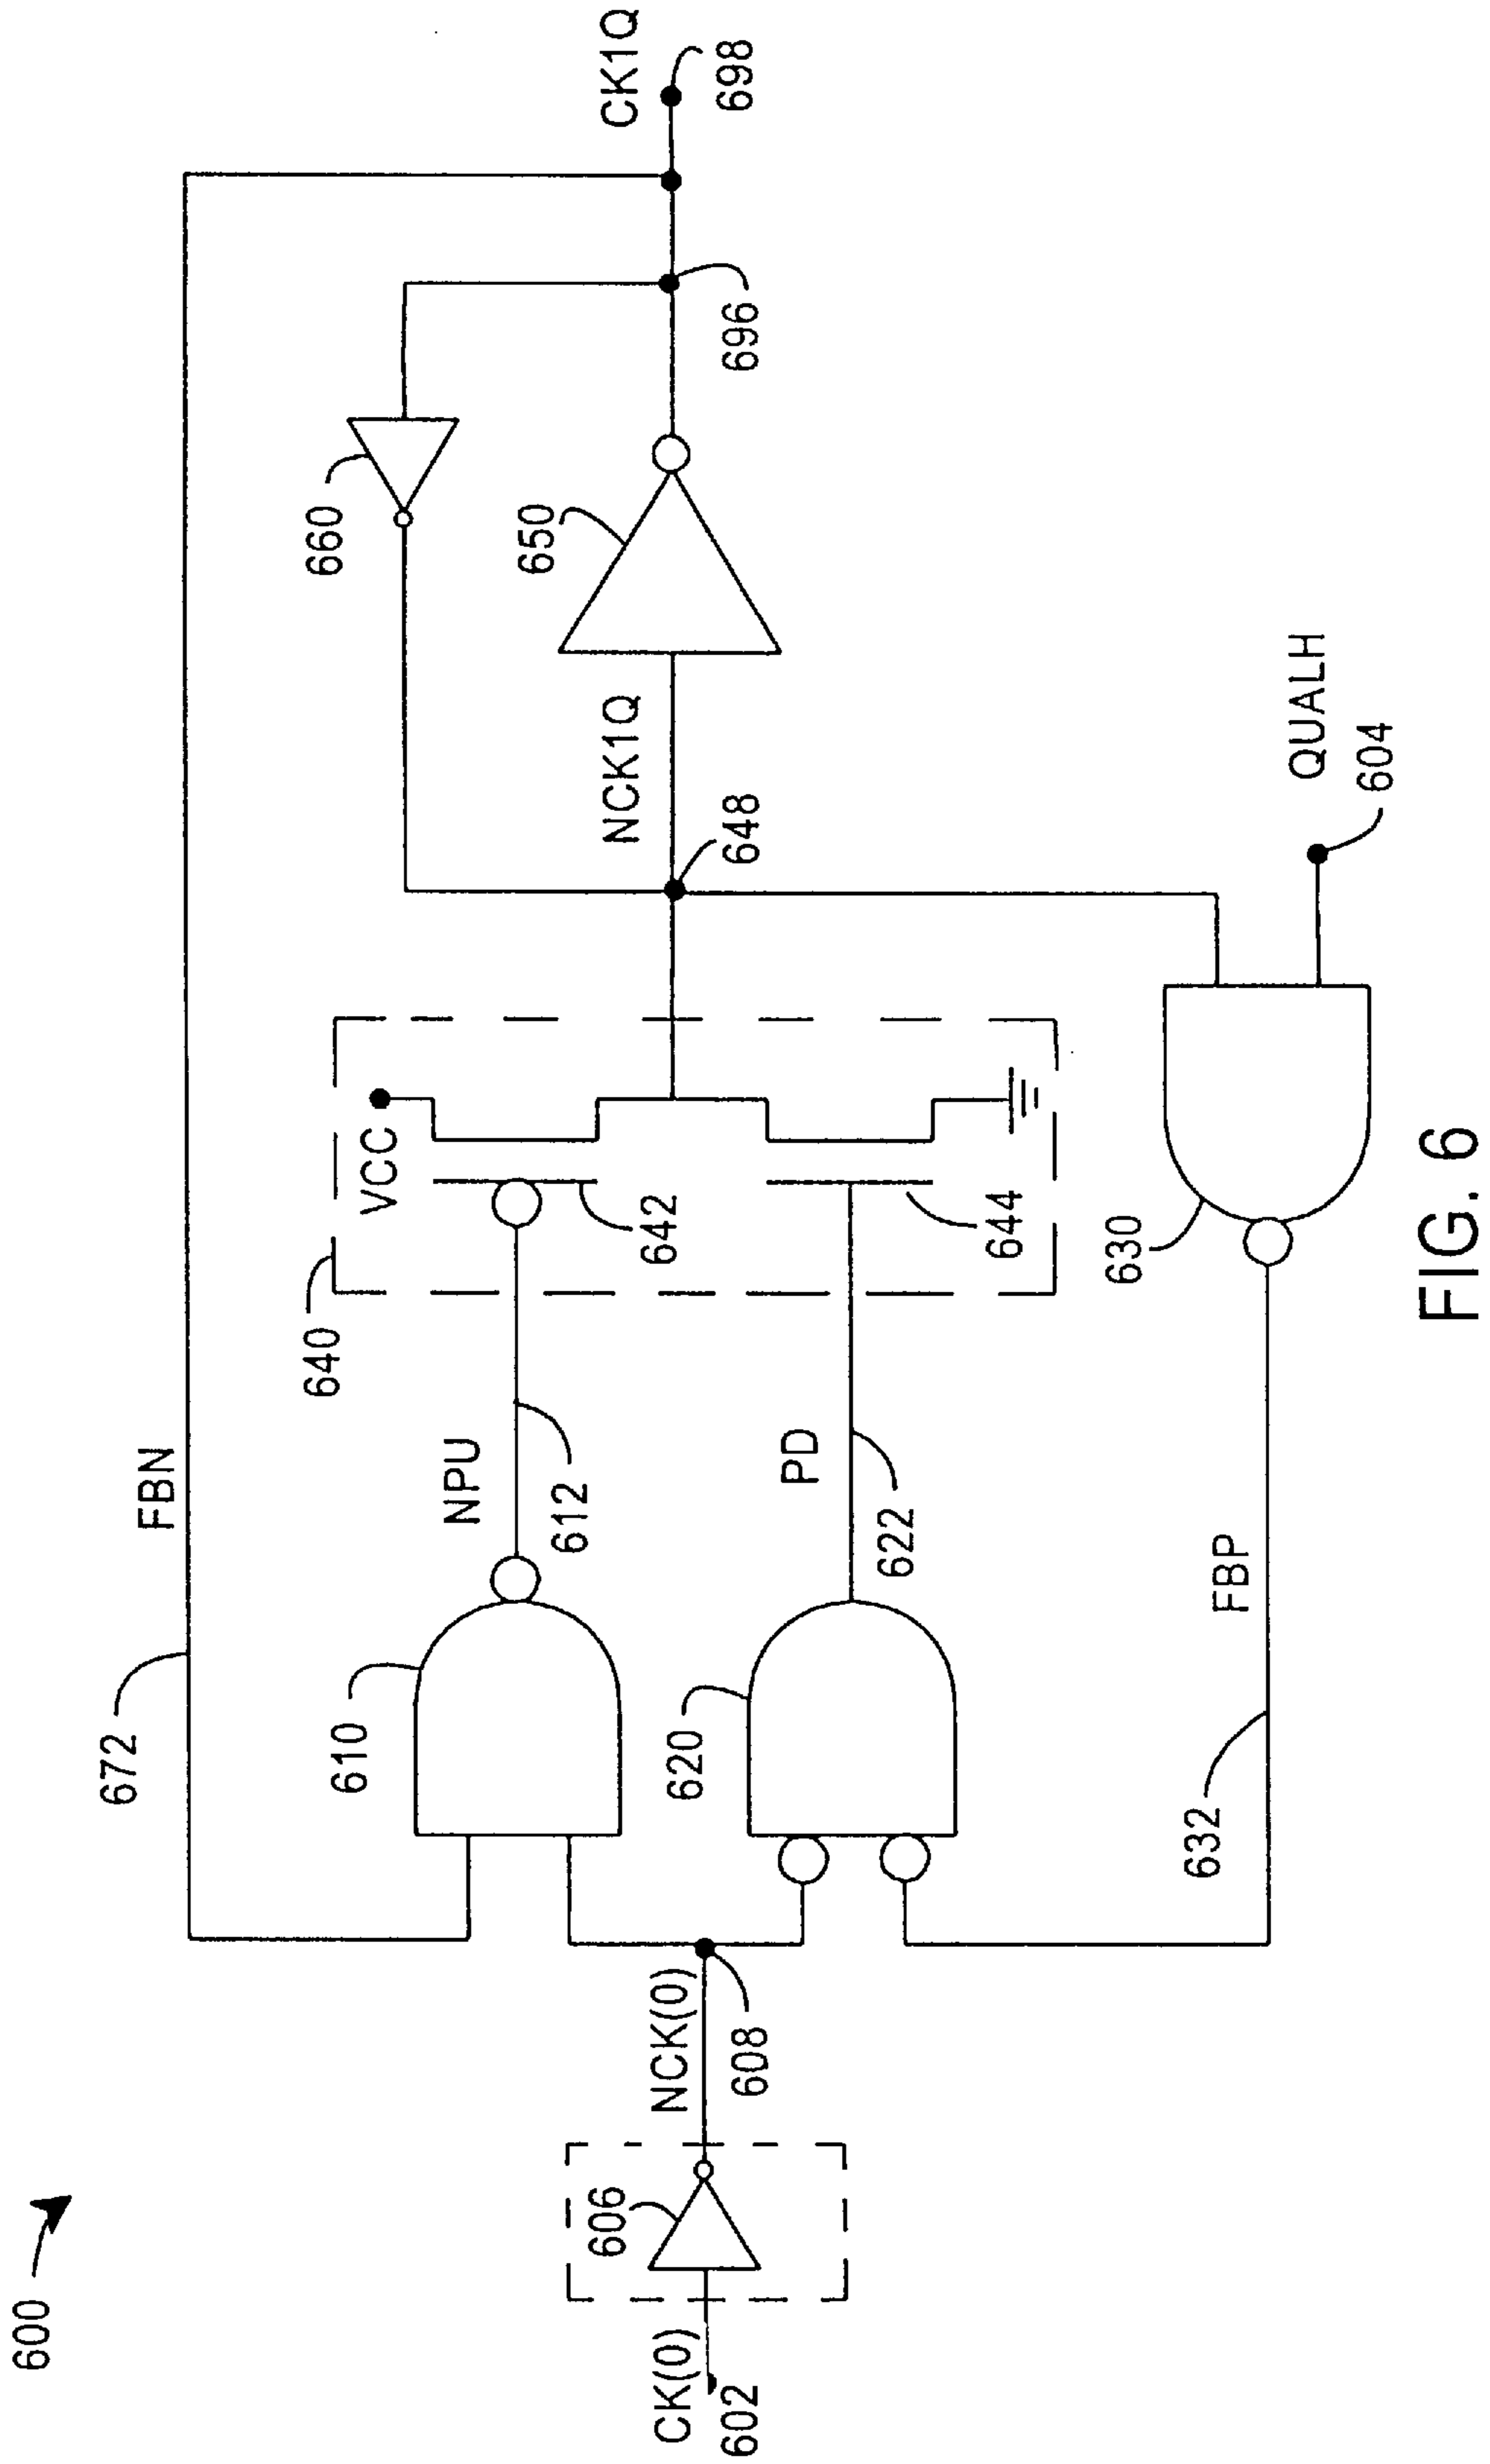 600
CK(0)
602
606
NCK(0)
608
672
FBN
610
NPU
612
620
PD
622
632
FBP
640
VCC
642
644
630
648
NCK1Q
QUALH
604
650
660
696
CK1Q
698
FIG. 6